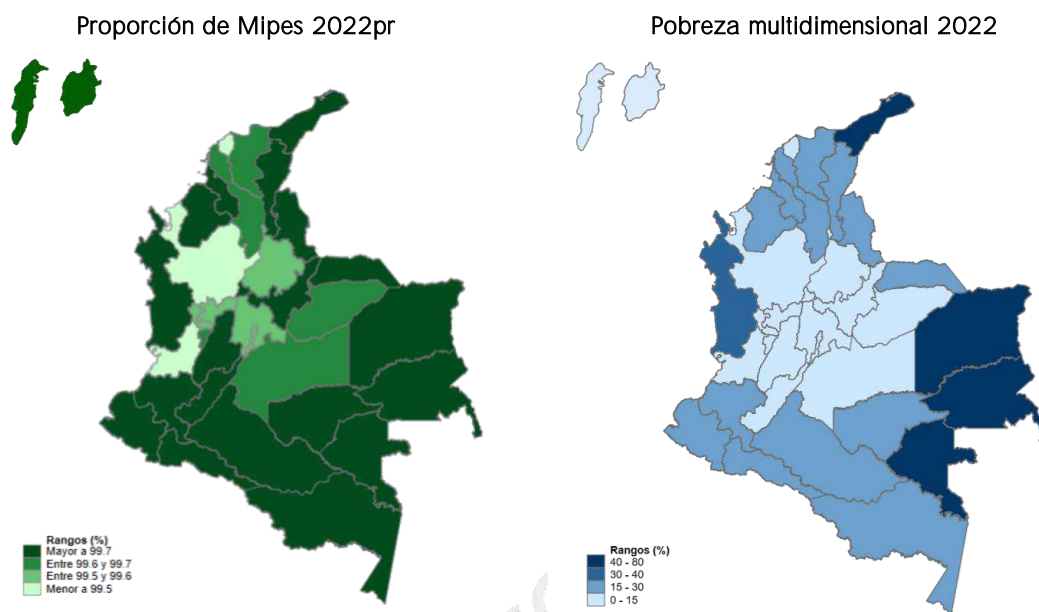 Proporción de Mipes 2022pr
Rangos (%)
Mayor a 99.7
Entre 99.6 y 99.7
Entre 99.5 y 99.6
Menor a 99.5
Pobreza multidimensional 2022
Rangos (%)
40 - 80
30 - 40
15 - 30
0 - 15